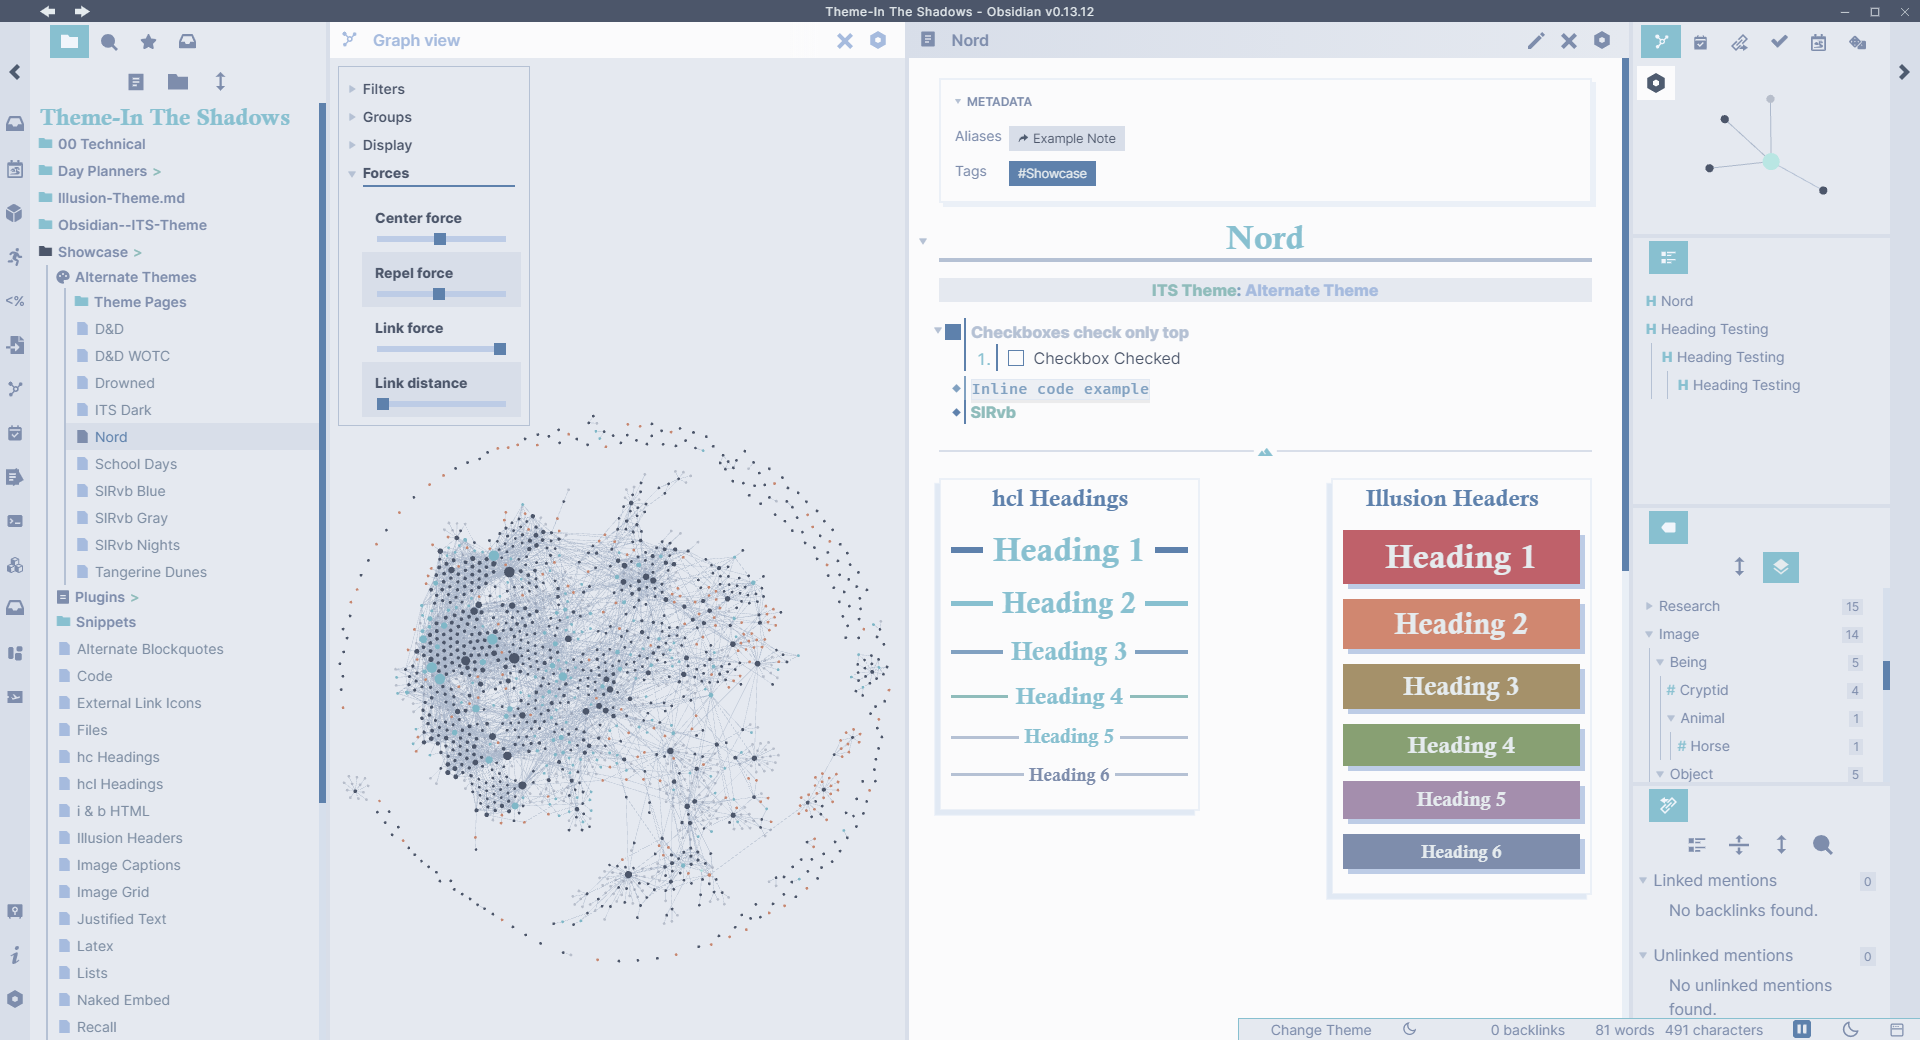 Theme-In The Shadows - Obsidian v0.13.12
Theme-In The Shadows
00 Technical
Day Planners >
Illusion-Theme.md
Obsidian--ITS-Theme
Showcase >
Alternate Themes
Theme Pages
D&D
D&D WOTC
Drowned
ITS Dark
Nord
School Days
SlRvb Blue
SlRvb Gray
SlRvb Nights
Tangerine Dunes
Plugins >
Snippets
Alternate Blockquotes
Code
External Link Icons
Files
hc Headings
hcl Headings
i & b HTML
Illusion Headers
Image Captions
Image Grid
Justified Text
Latex
Lists
Naked Embed
Recall
<%
Graph view
Filters
Groups
Display
Forces
Center force
Repel force
Link force
Link distance
Nord
METADATA
Aliases Example Note
Tags #Showcase
Nord
ITS Theme: Alternate Theme
Checkboxes check only top
1. Checkbox Checked
Inline code example
SlRvb
hcl Headings
Heading 1
Heading 2
Heading 3
Heading 4
Heading 5
Heading 6
Illusion Headers
Heading 1
Heading 2
Heading 3
Heading 4
Heading 5
Heading 6
H Nord
H Heading Testing
H Heading Testing
H Heading Testing
Research 15
Image 14
Being 5
# Cryptid 4
Animal 1
# Horse 1
Object 5
Linked mentions 0
No backlinks found.
Unlinked mentions 0
No unlinked mentions
found.
Change Theme 0 backlinks 81 words 491 characters